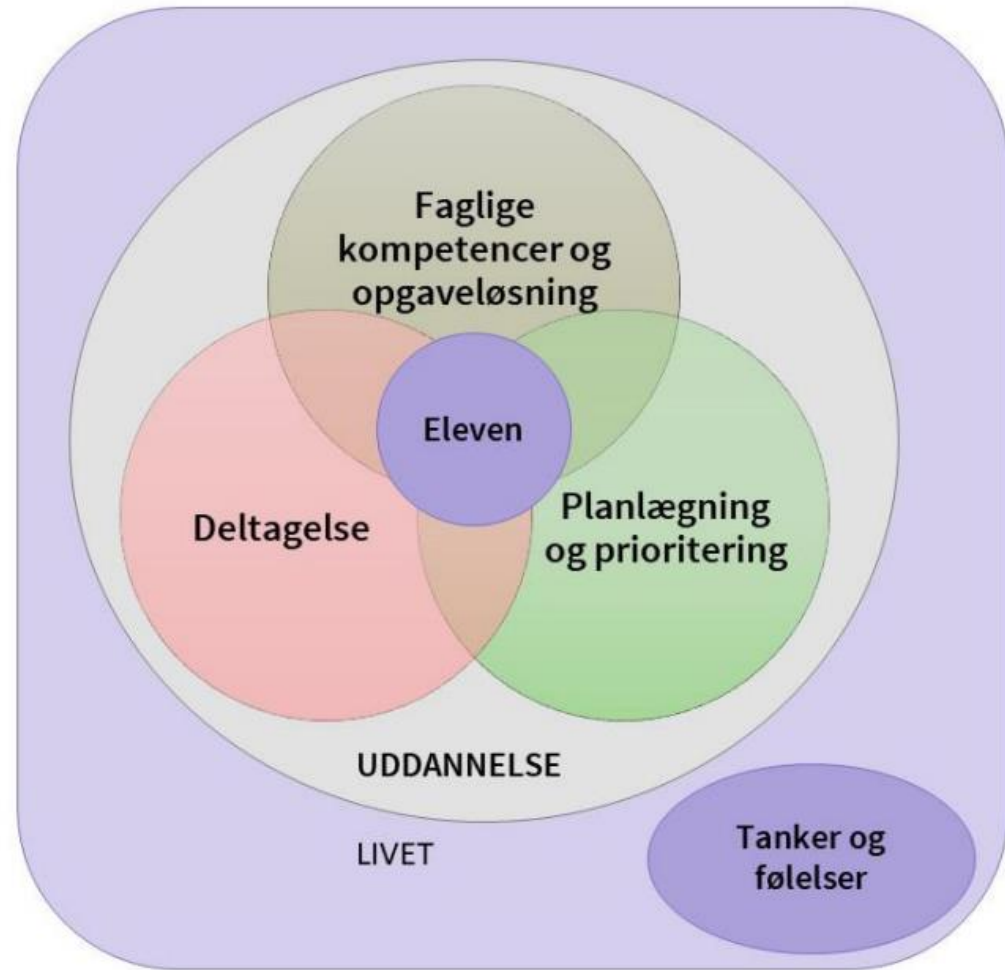 Faglige
kompetencer og
opgaveløsning
Eleven
Deltagelse
Planlægning
og prioritering
UDDANNELSE
LIVET
Tanker og
følelser